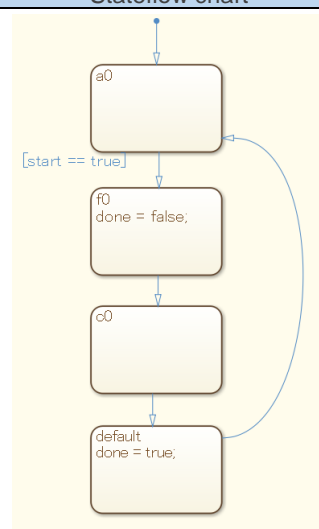 Stateflow chart
a0
[start == true]
f0
done = false;
c0
default
done = true;